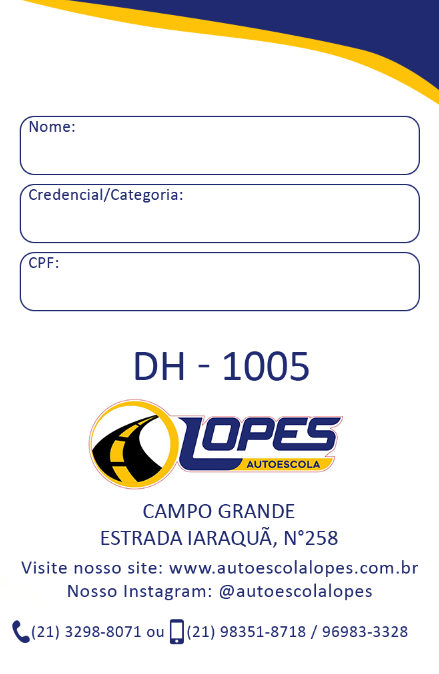 Nome:
Credencial/Categoria:
CPF:
DH - 1005
LOPES
AUTOESCOLA
CAMPO GRANDE
ESTRADA IARAQUÃ, N°258
Visite nosso site: www.autoescolalopes.com.br
Nosso Instagram: @autoescolalopes
(21) 3298-8071 ou (21) 98351-8718 / 96983-3328